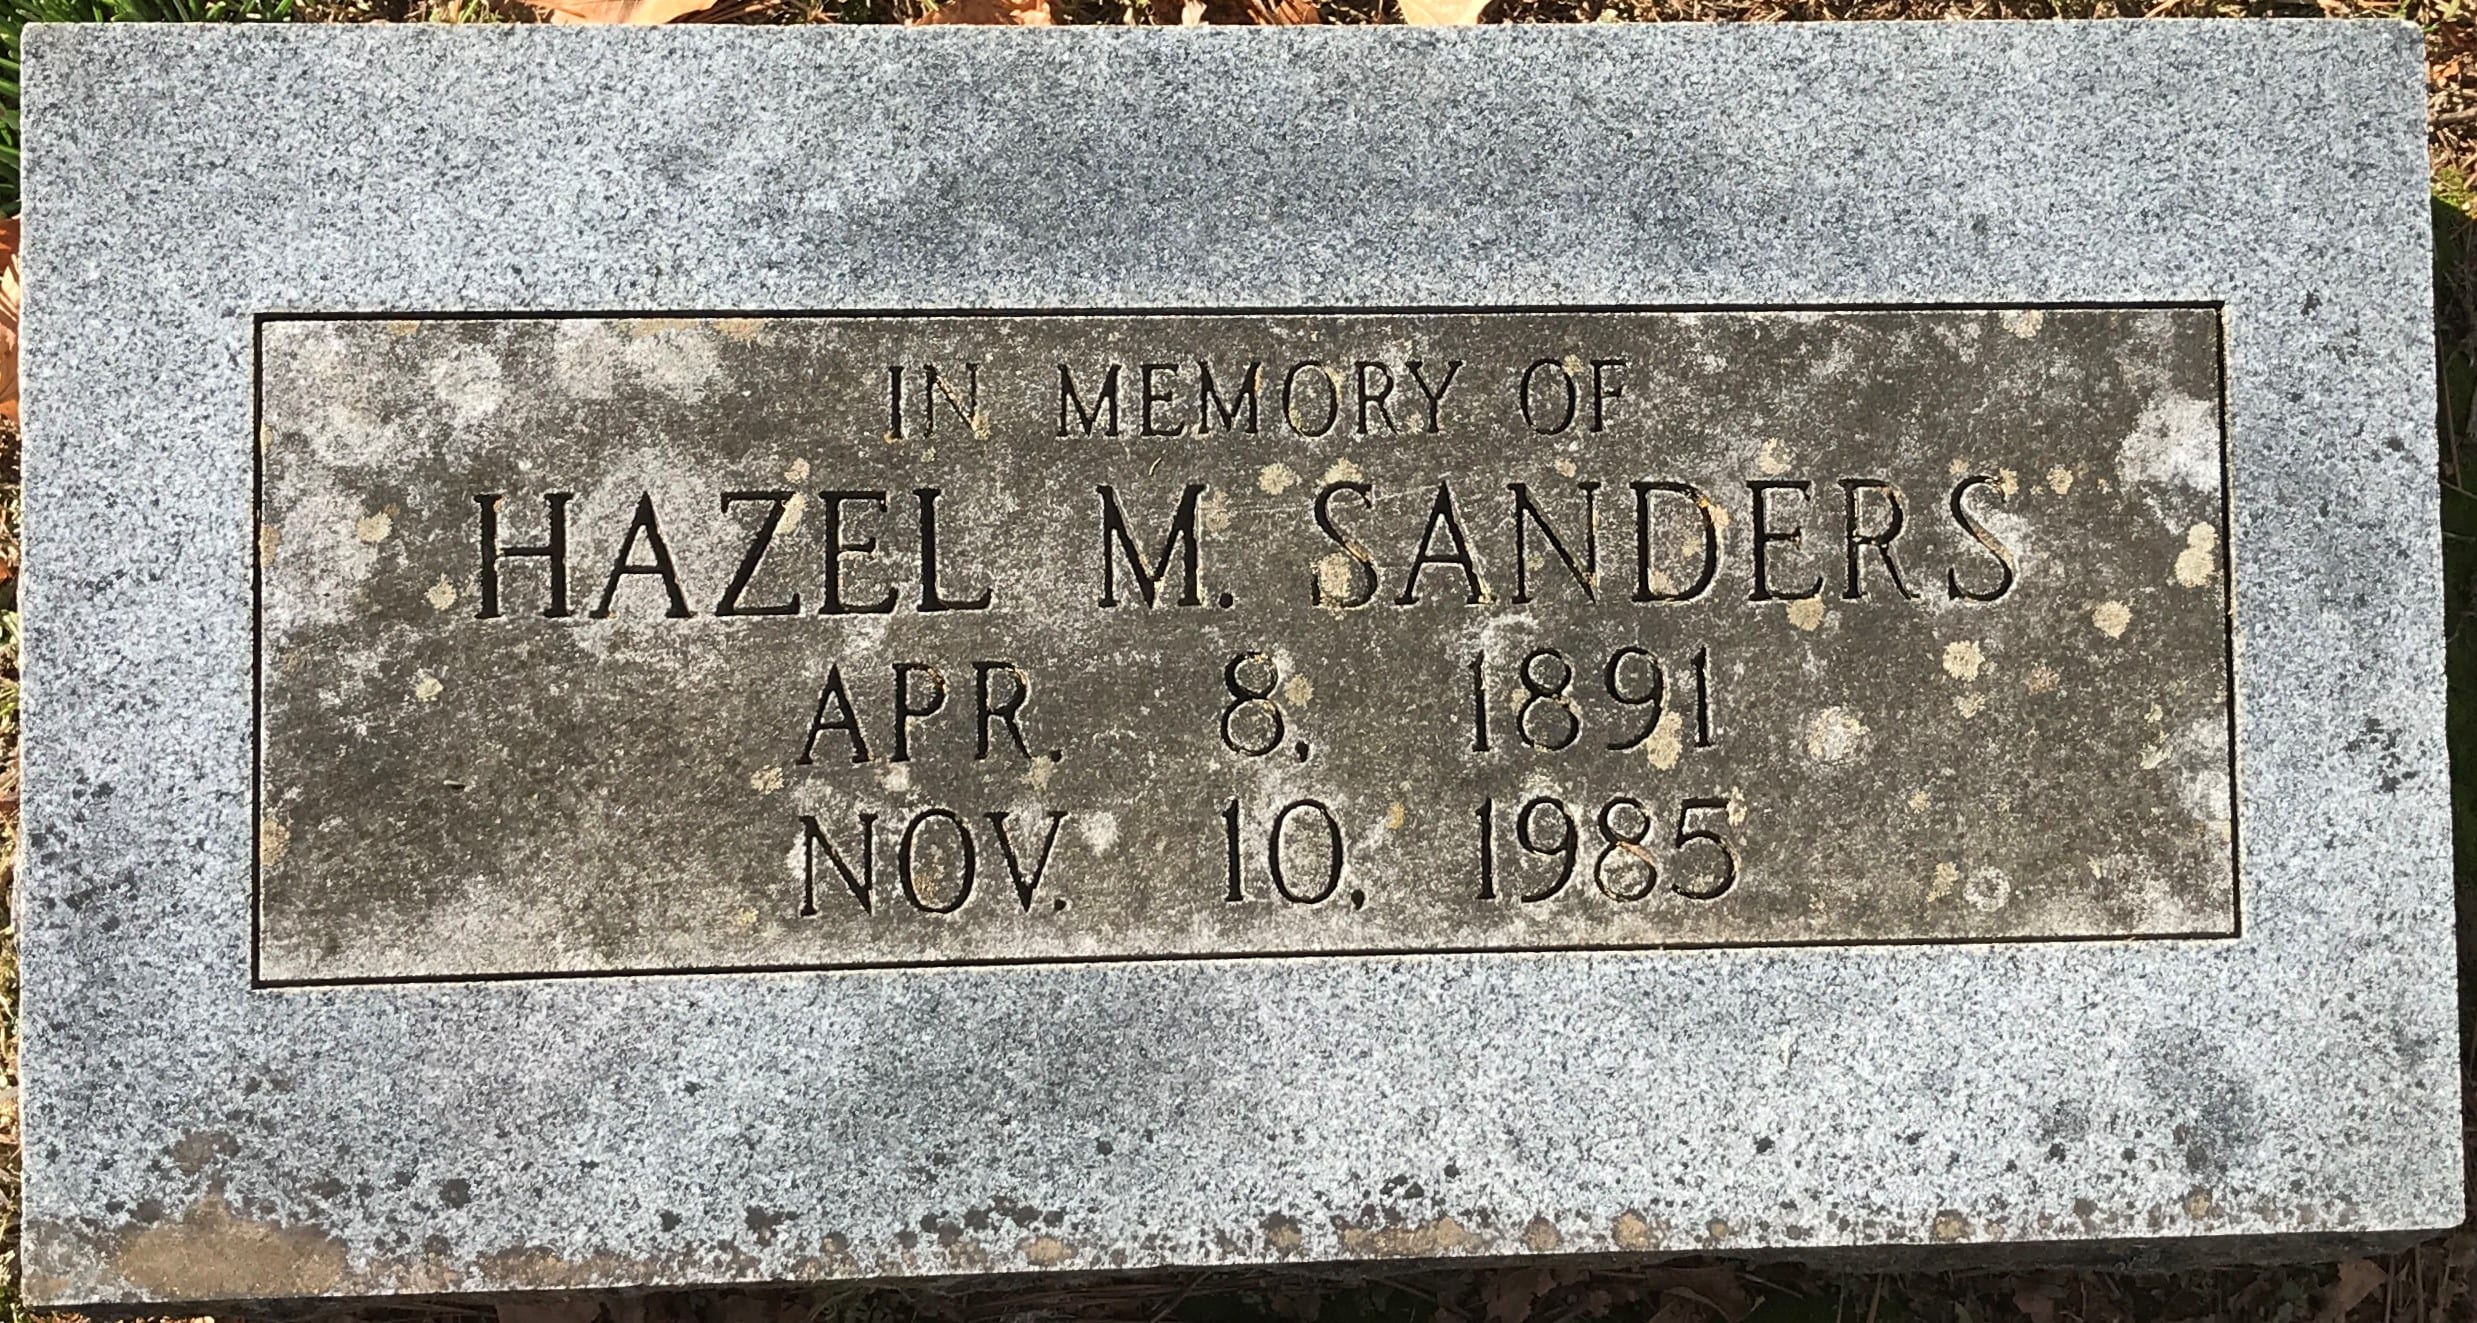 IN MEMORY OF
HAZEL M. SANDERS
APR. 8, 1891
NOV. 10, 1985